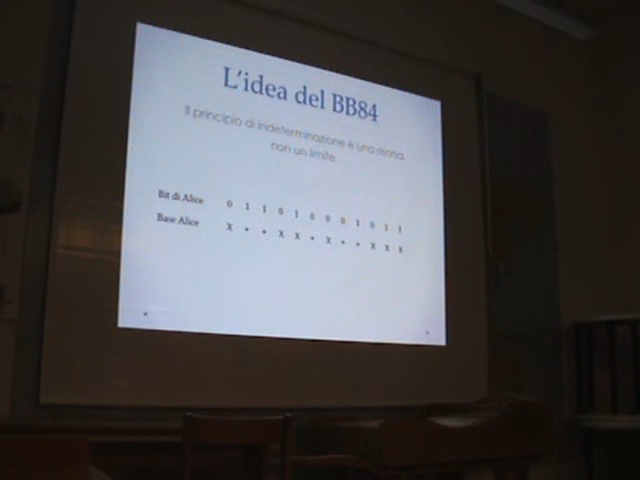 L'idea del BB84
Il principio di indeterminazione è una risorsa
non un limite
Bit di Alice 0 1 1 0 1 0 0 0 1 0 1 1
Base Alice X + + X X + X + + X X X